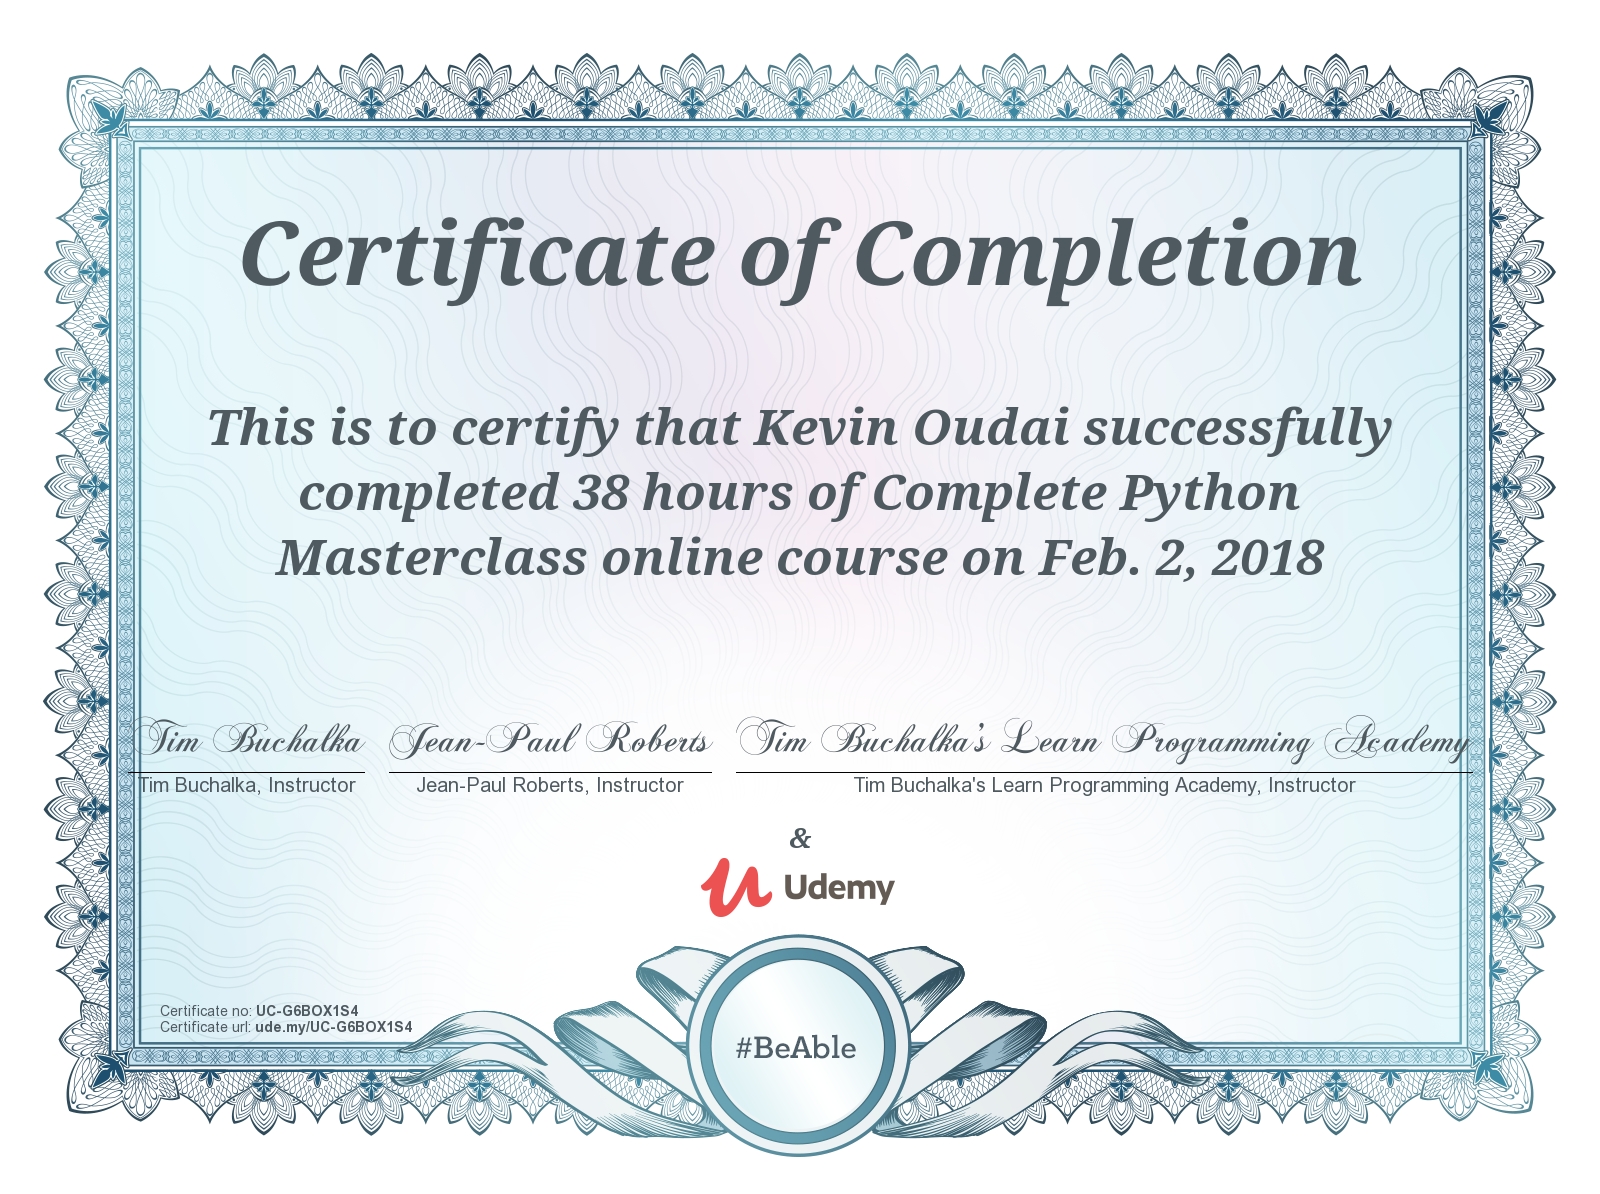 Certificate of Completion
This is to certify that Kevin Oudai successfully
completed 38 hours of Complete Python
Masterclass online course on Feb. 2, 2018
Tim Buchalka Jean-Paul Roberts Tim Buchalka's Learn Programming Academy
Tim Buchalka, Instructor Jean-Paul Roberts, Instructor Tim Buchalka's Learn Programming Academy, Instructor
&
Udemy
Certificate no: UC-G6BOX1S4
Certificate url: ude.my/UC-G6BOX1S4
#BeAble